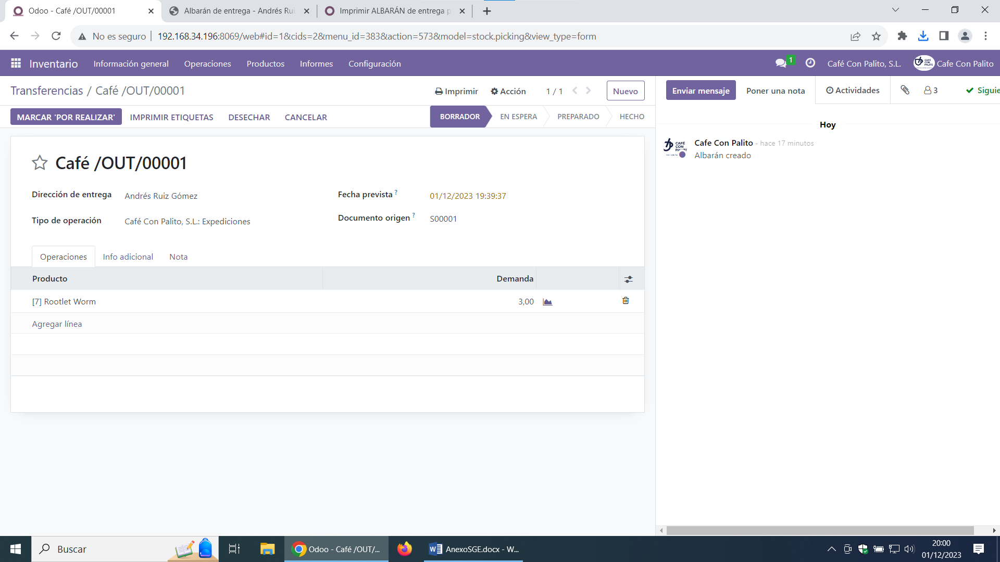 Odoo - Café /OUT/00001
Albarán de entrega - Andrés Rui
Imprimir ALBARÁN de entrega p
No es seguro
192.168.34.196:8069/web#id=1&cids=2&menu_id=383&action=573&model=stock.picking&view_type=form
Inventario
Información general
Operaciones
Productos
Informes
Configuración
1
Café Con Palito, S.L.
Cafe Con Palito
Transferencias / Café /OUT/00001
Imprimir
Acción
1 / 1
Nuevo
Enviar mensaje
Poner una nota
Actividades
3
Siguie
MARCAR 'POR REALIZAR'
IMPRIMIR ETIQUETAS
DESECHAR
CANCELAR
BORRADOR
EN ESPERA
PREPARADO
HECHO
Hoy
CAFÉ
CON
Cafe Con Palito - hace 17 minutos
Albarán creado
Café /OUT/00001
Dirección de entrega
Andrés Ruiz Gómez
Fecha prevista ?
01/12/2023 19:39:37
Tipo de operación
Café Con Palito, S.L.: Expediciones
Documento origen ?
S00001
Operaciones
Info adicional
Nota
Producto
Demanda
[7] Rootlet Worm
3,00
Agregar línea
Buscar
Odoo - Café /OUT/...
AnexoSGE.docx - W...
20:00
01/12/2023